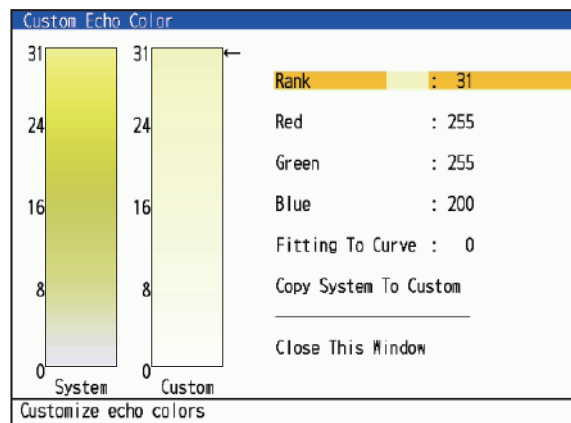 Custom Echo Color
31 31 ←
Rank : 31
24 24
Red : 255
Green : 255
16 16
Blue : 200
Fitting To Curve : 0
8 8
Copy System To Custom
Close This Window
0 0
System Custom
Customize echo colors